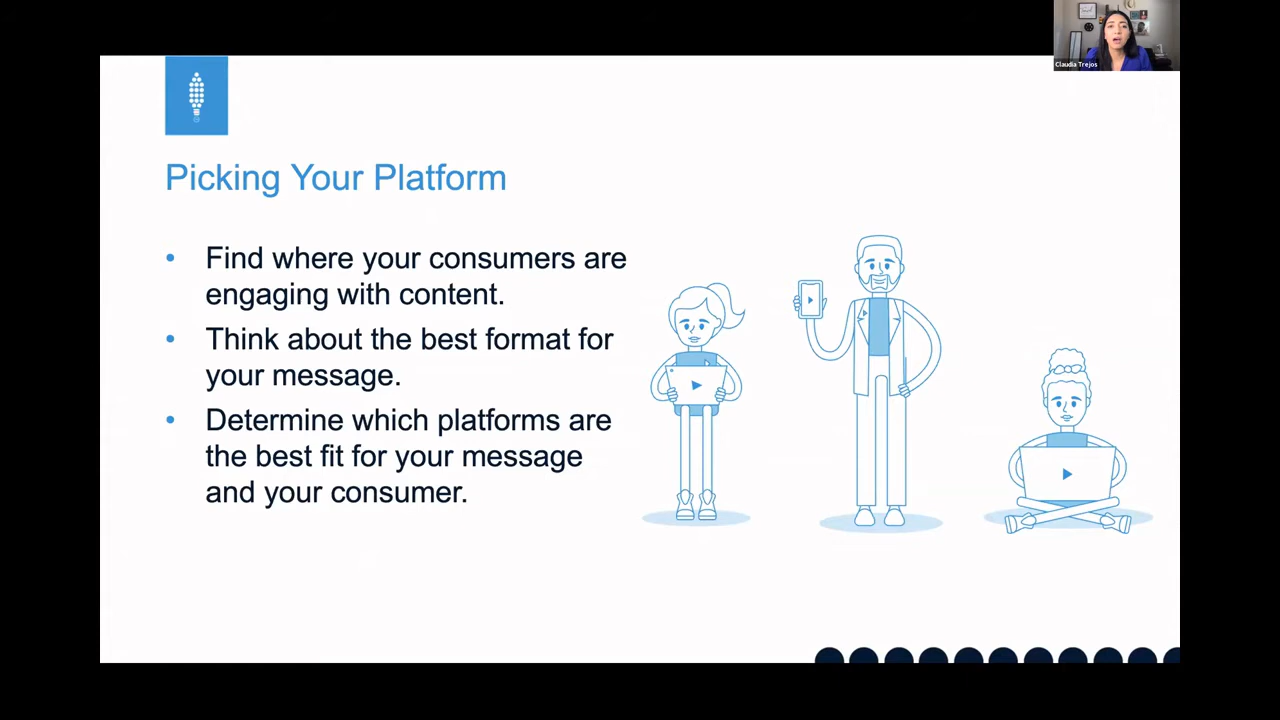 Claudia Trejos
Picking Your Platform
• Find where your consumers are
engaging with content.
• Think about the best format for
your message.
• Determine which platforms are
the best fit for your message
and your consumer.